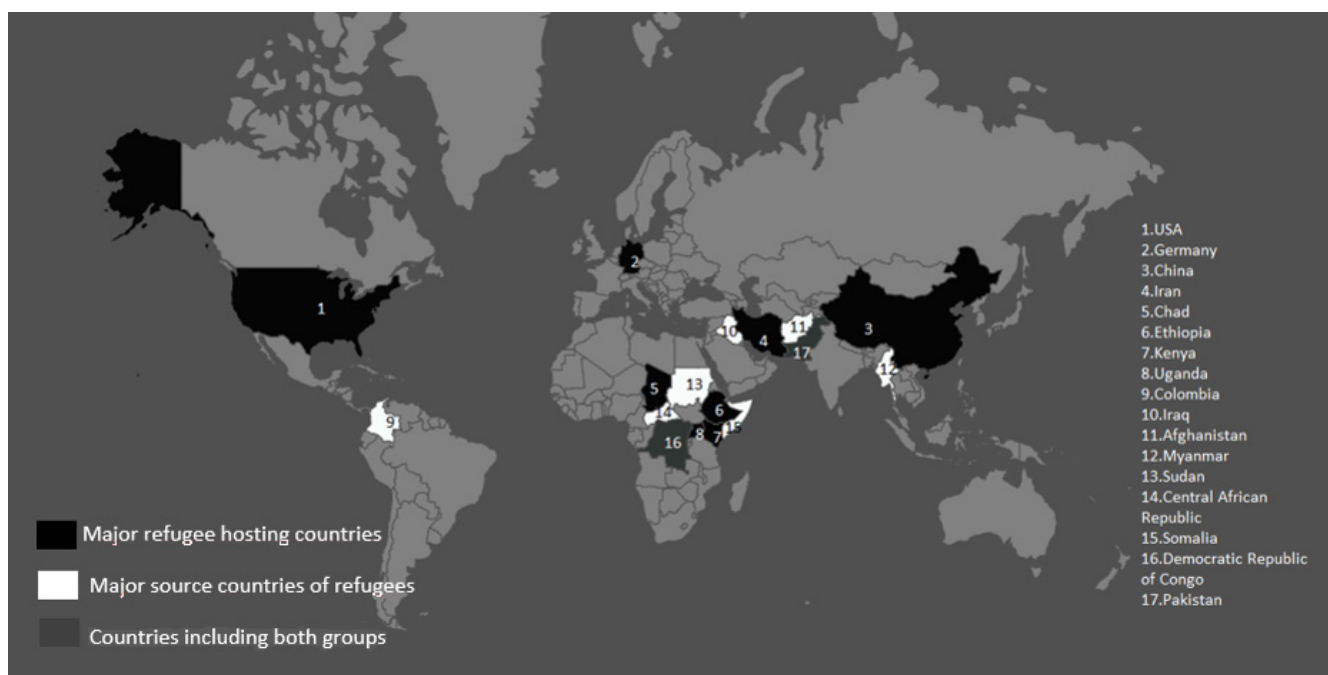 1
2
3
4
5
6
7
8
9
10
11
12
13
14
15
16
17
1.USA
2.Germany
3.China
4.Iran
5.Chad
6.Ethiopia
7.Kenya
8.Uganda
9.Colombia
10.Iraq
11.Afghanistan
12.Myanmar
13.Sudan
14.Central African
Republic
15.Somalia
16.Democratic Republic
of Congo
17.Pakistan
Major refugee hosting countries
Major source countries of refugees
Countries including both groups